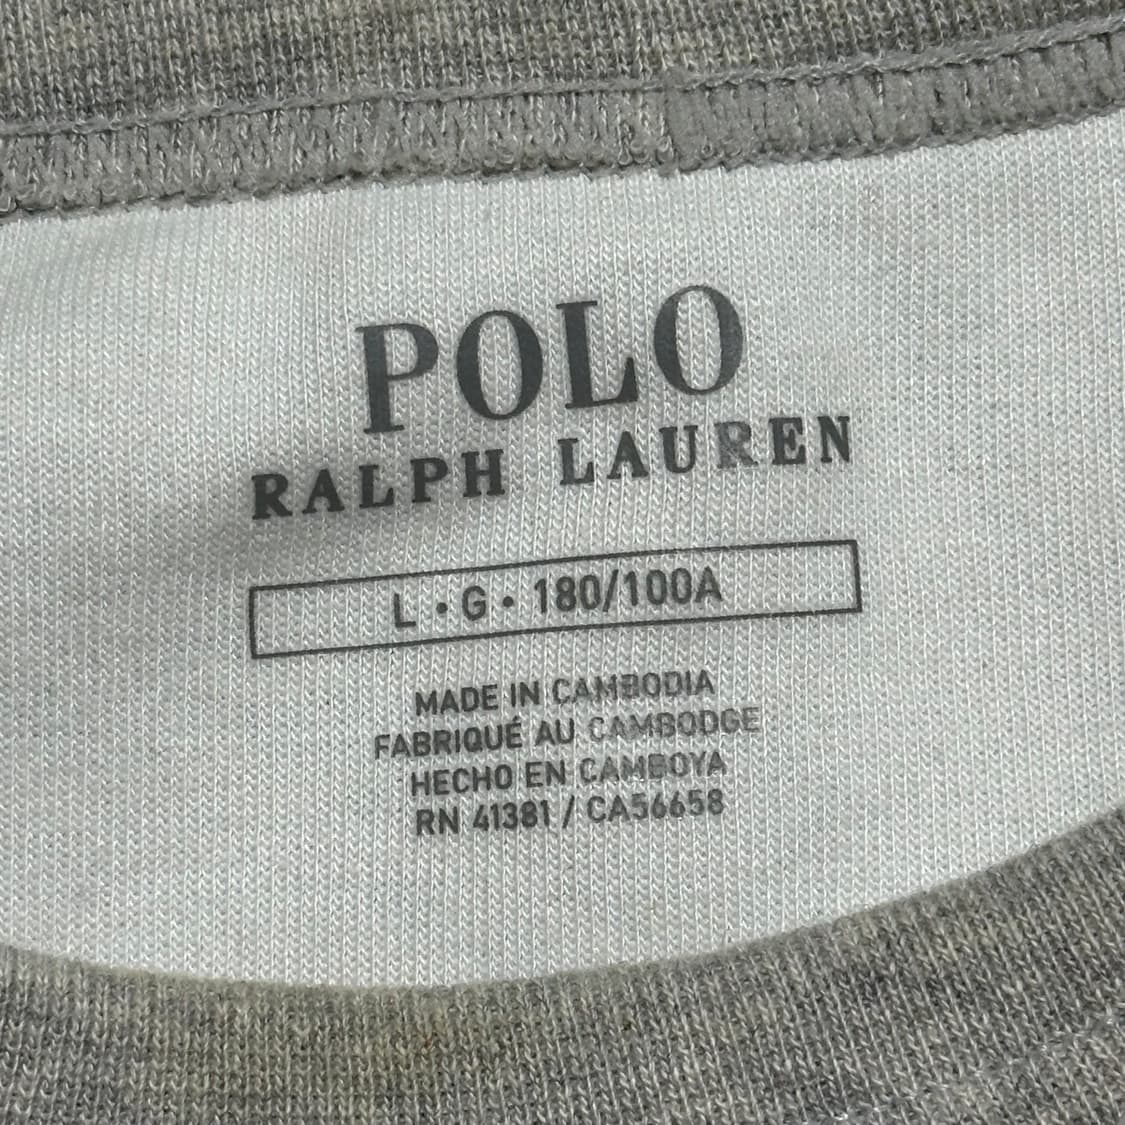 POLO
RALPH LAUREN
L • G • 180/100A
MADE IN CAMBODIA
FABRIQUÉ AU CAMBODGE
HECHO EN CAMBOYA
RN 41381 / CA56658